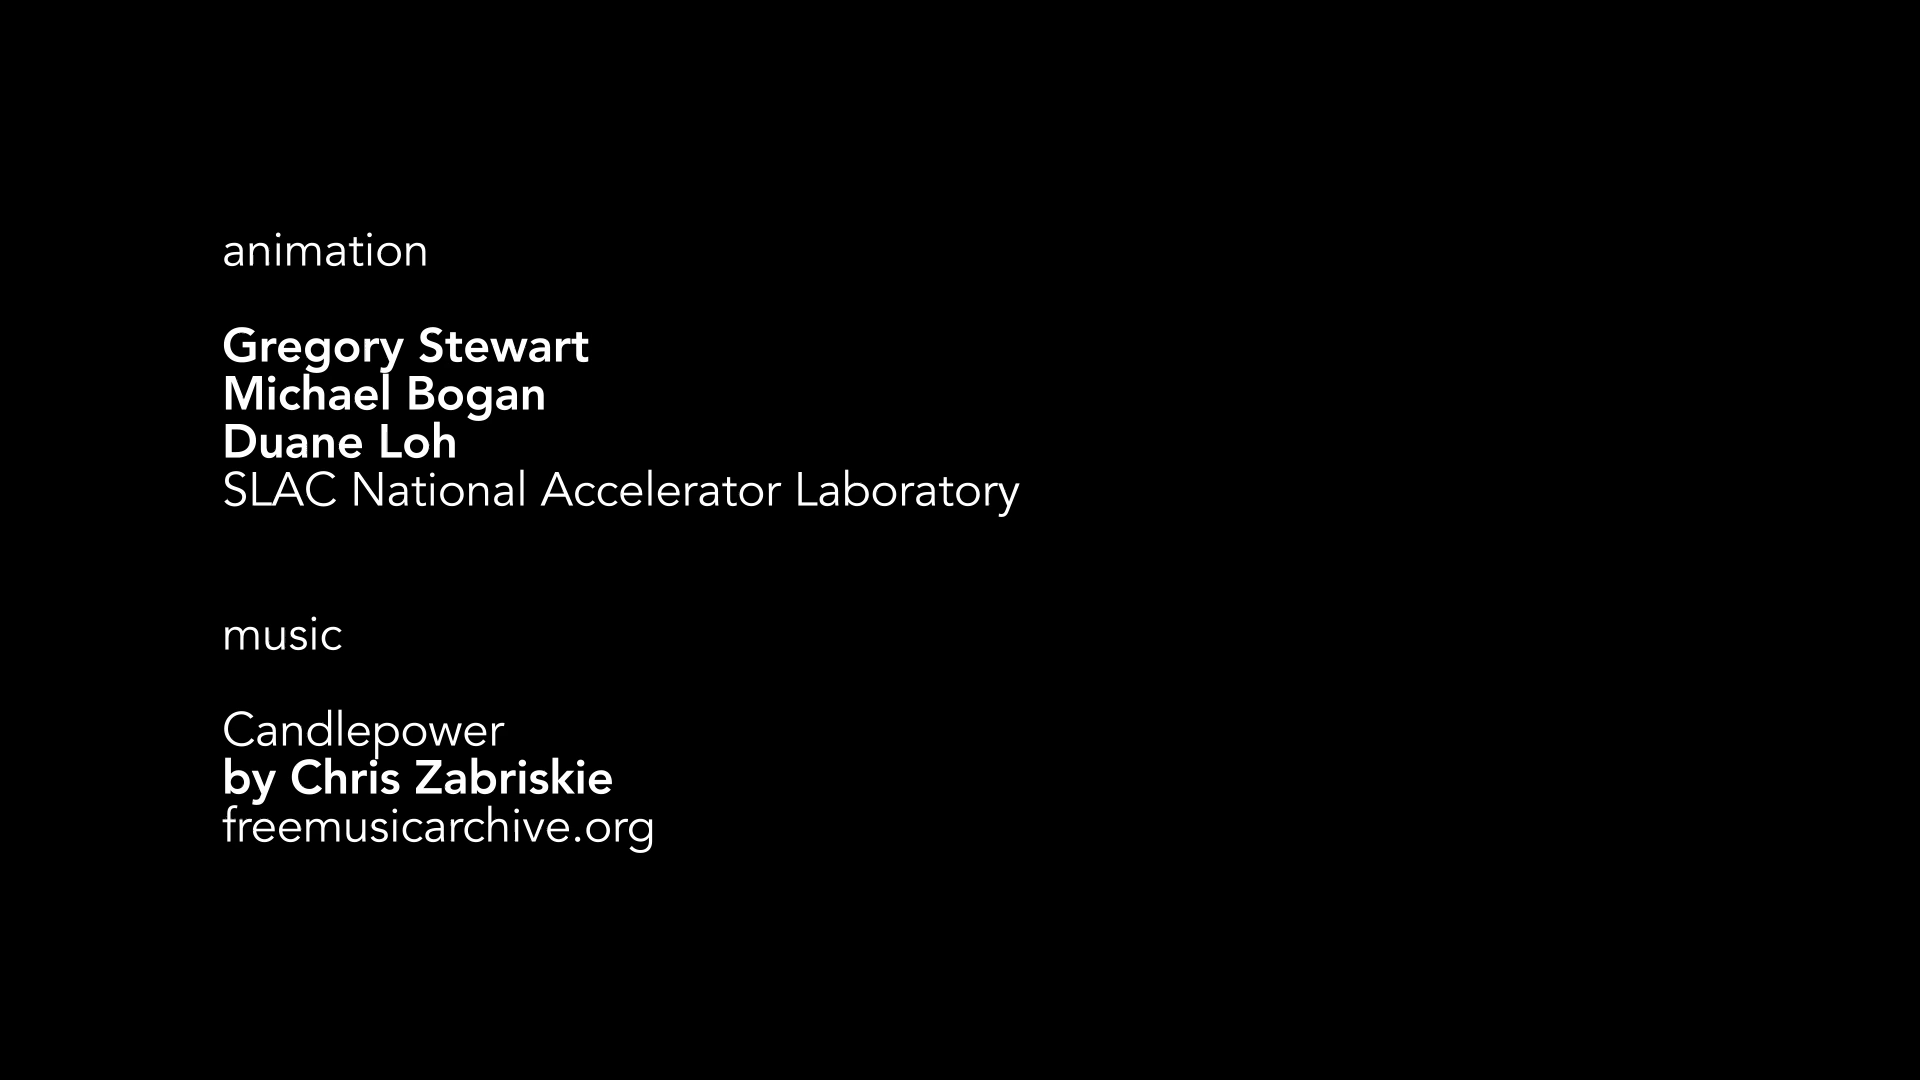 animation
Gregory Stewart
Michael Bogan
Duane Loh
SLAC National Accelerator Laboratory
music
Candlepower
by Chris Zabriskie
freemusicarchive.org